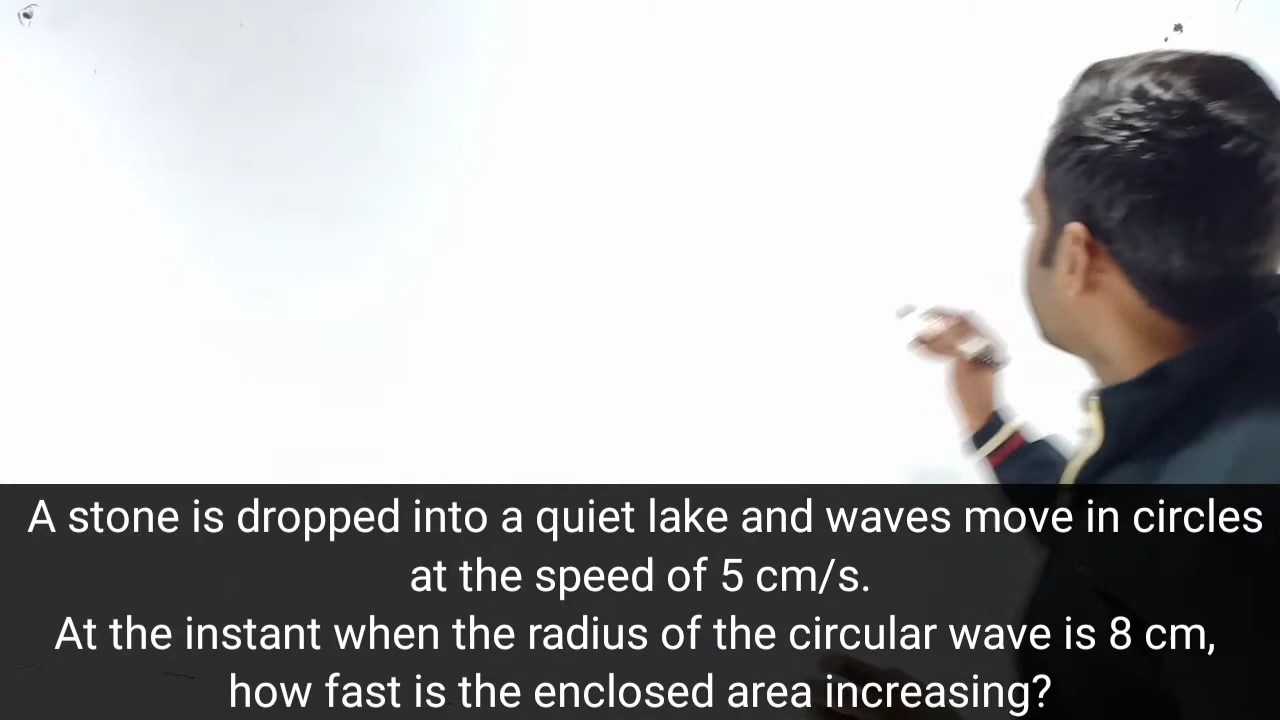 A stone is dropped into a quiet lake and waves move in circles
at the speed of 5 cm/s.
At the instant when the radius of the circular wave is 8 cm,
how fast is the enclosed area increasing?